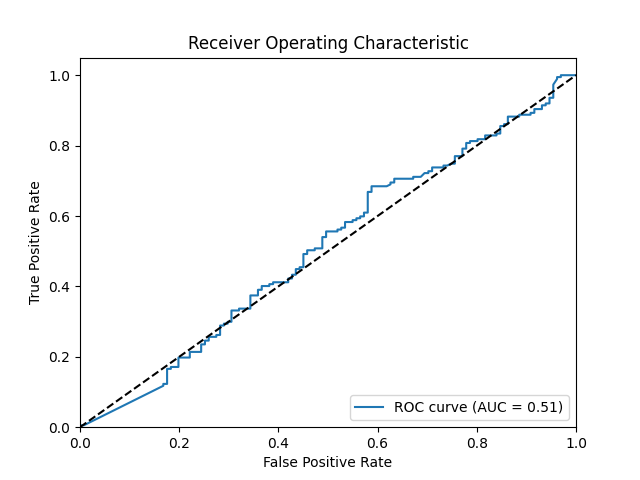 Receiver Operating Characteristic
True Positive Rate
1.0
0.8
0.6
0.4
0.2
0.0
ROC curve (AUC = 0.51)
0.0 0.2 0.4 0.6 0.8 1.0
False Positive Rate